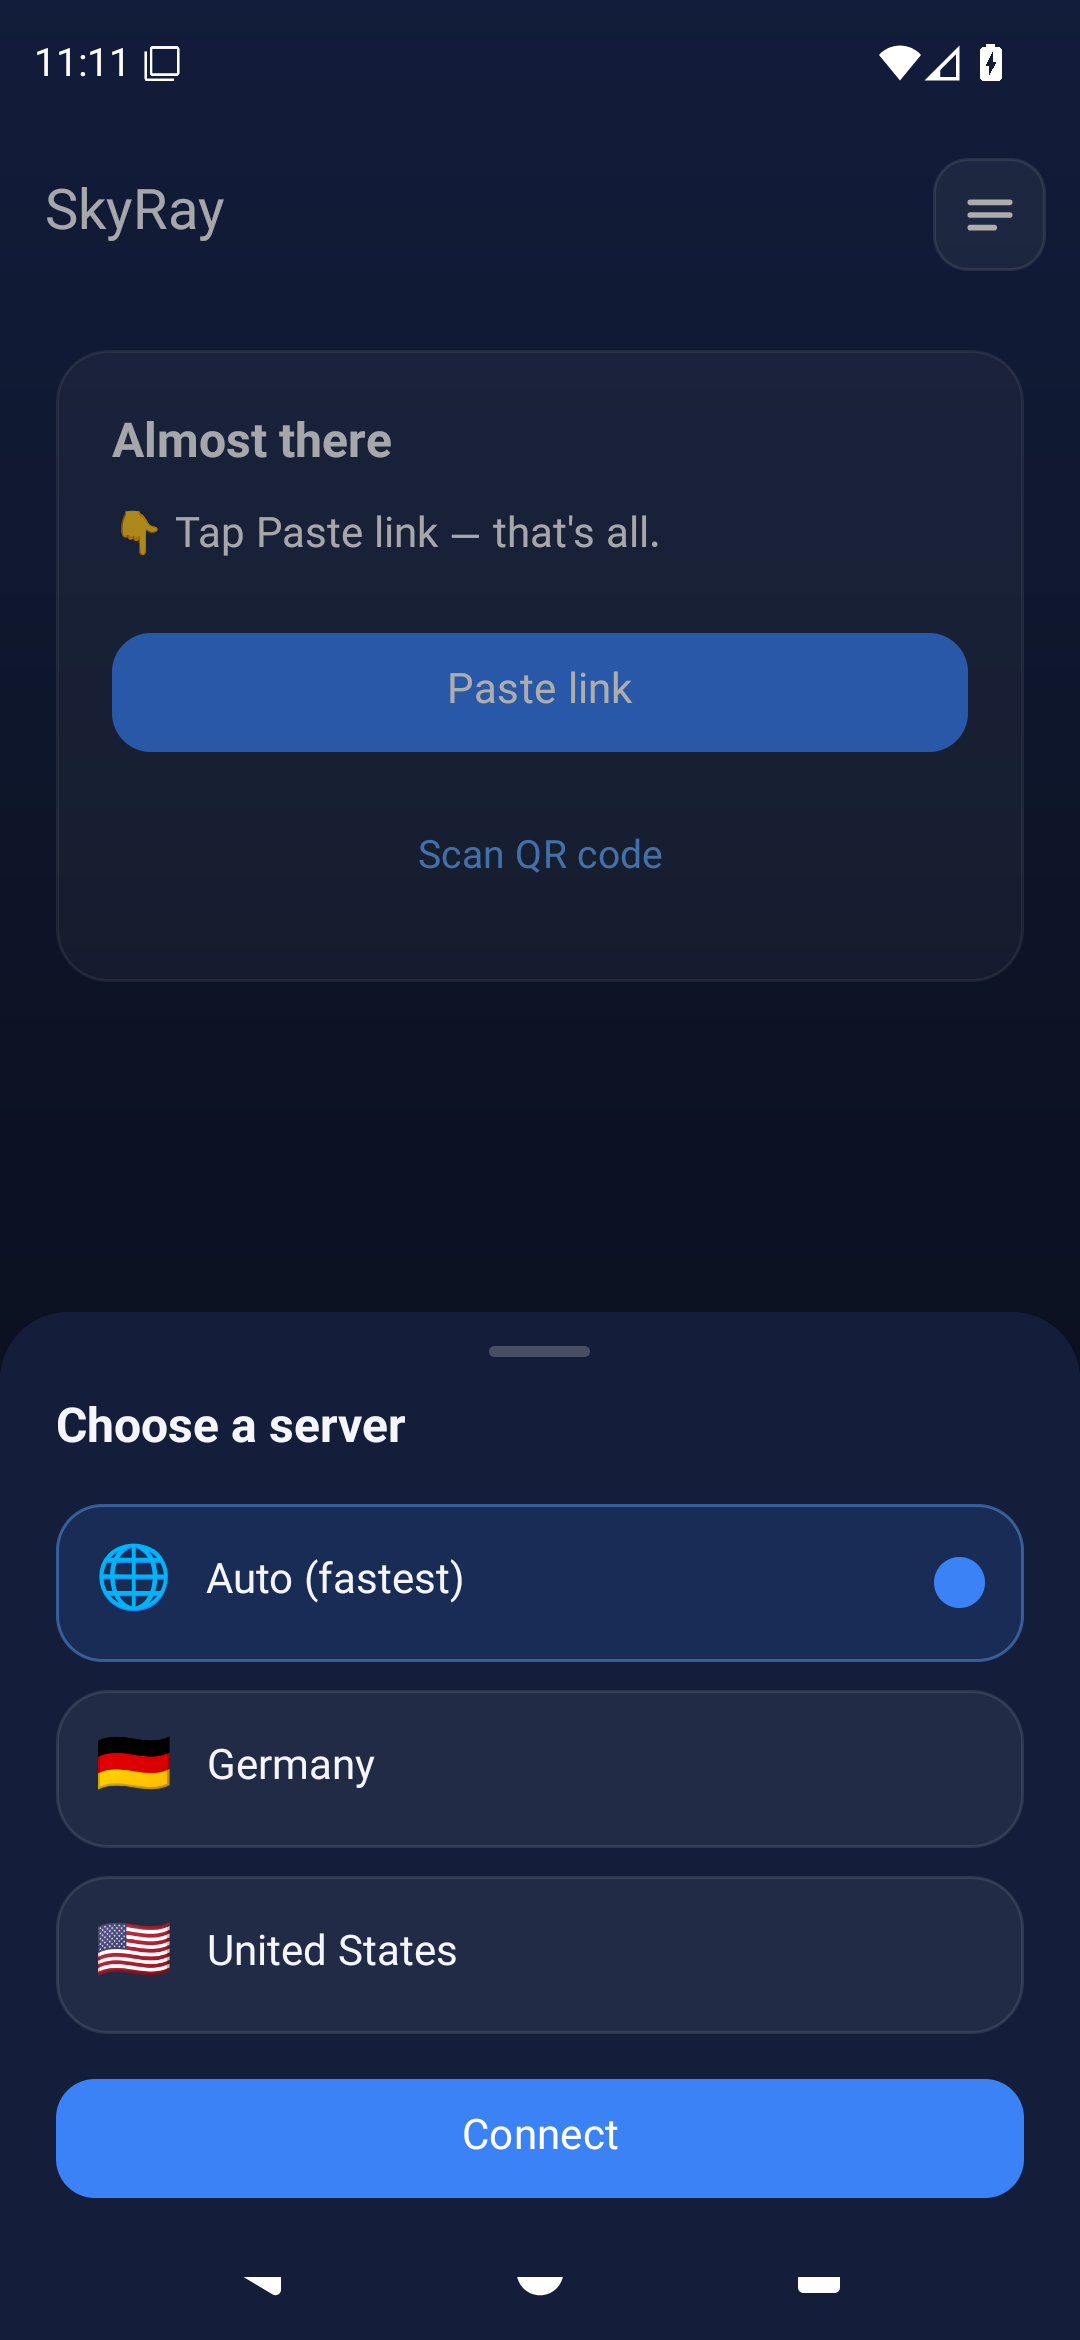 11:11
SkyRay
Almost there
👇 Tap Paste link — that's all.
Paste link
Scan QR code
Choose a server
Auto (fastest)
Germany
United States
Connect